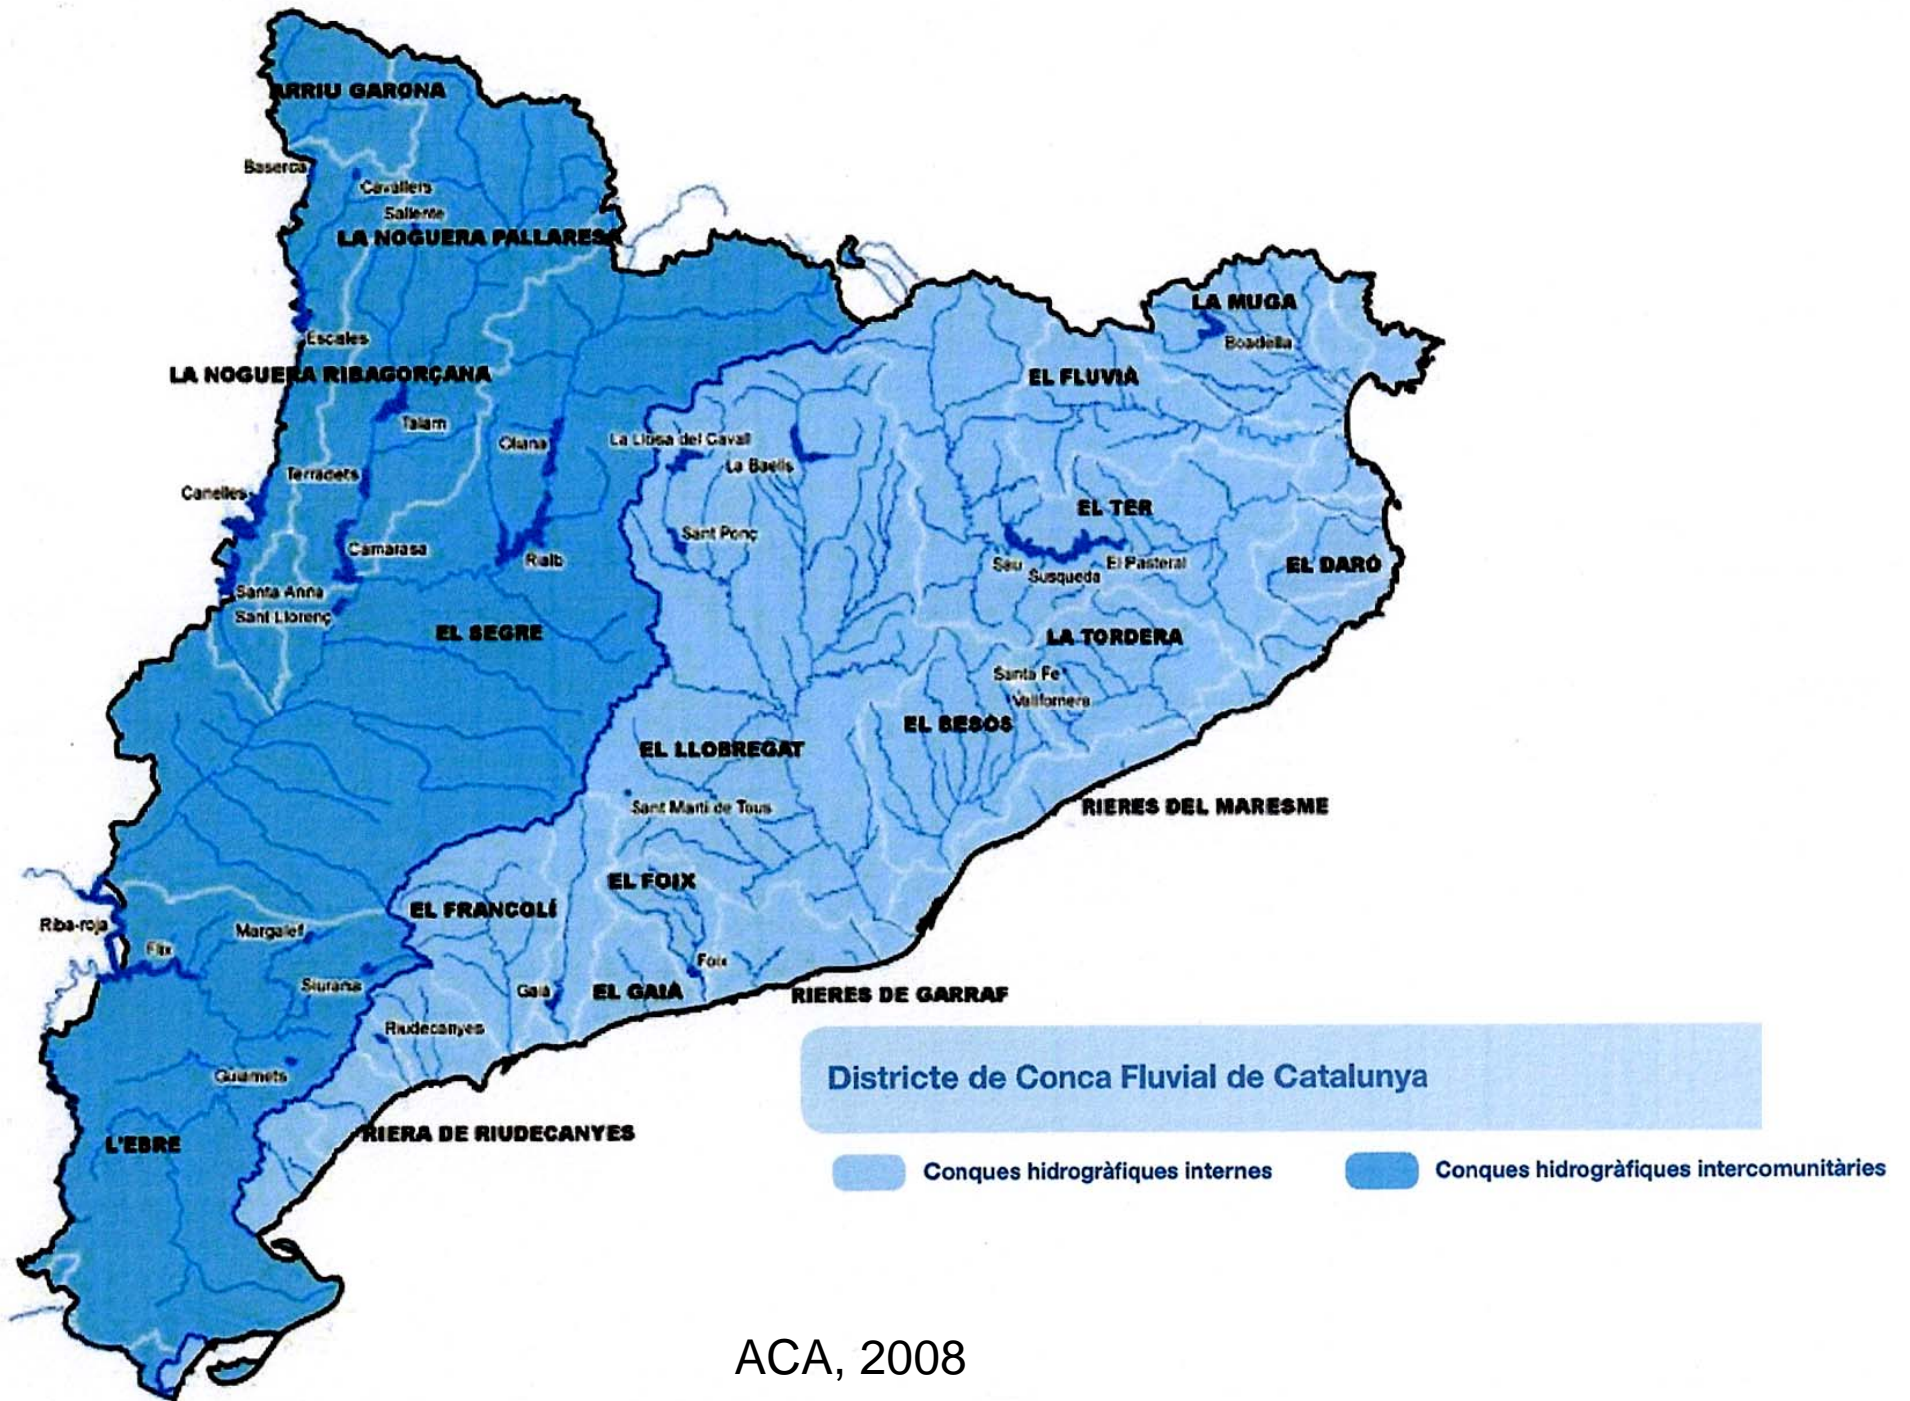 ARRIU GARONA
Baserca
Cavallers
Sallente
LA NOGUERA PALLARESA
LA MUGA
Boadella
Escales
LA NOGUERA RIBAGORÇANA
EL FLUVIÀ
Talarn
Oliana
La Llosa del Cavall
La Baells
Terradets
Canelles
EL TER
Sant Ponç
Camarasa
Rialb
Sau
Susqueda
El Pasteral
EL DARÓ
Santa Anna
Sant Llorenç
EL SEGRE
LA TORDERA
Santa Fe
Vallfornera
EL BESÒS
EL LLOBREGAT
Sant Martí de Tous
RIERES DEL MARESME
EL FOIX
EL FRANCOLÍ
Riba-roja
Flix
Margalef
Siurana
Foix
Gaià
EL GAIÀ
RIERES DE GARRAF
Riudecanyes
Guiamets
Districte de Conca Fluvial de Catalunya
RIERA DE RIUDECANYES
L'EBRE
Conques hidrogràfiques internes
Conques hidrogràfiques intercomunitàries
ACA, 2008